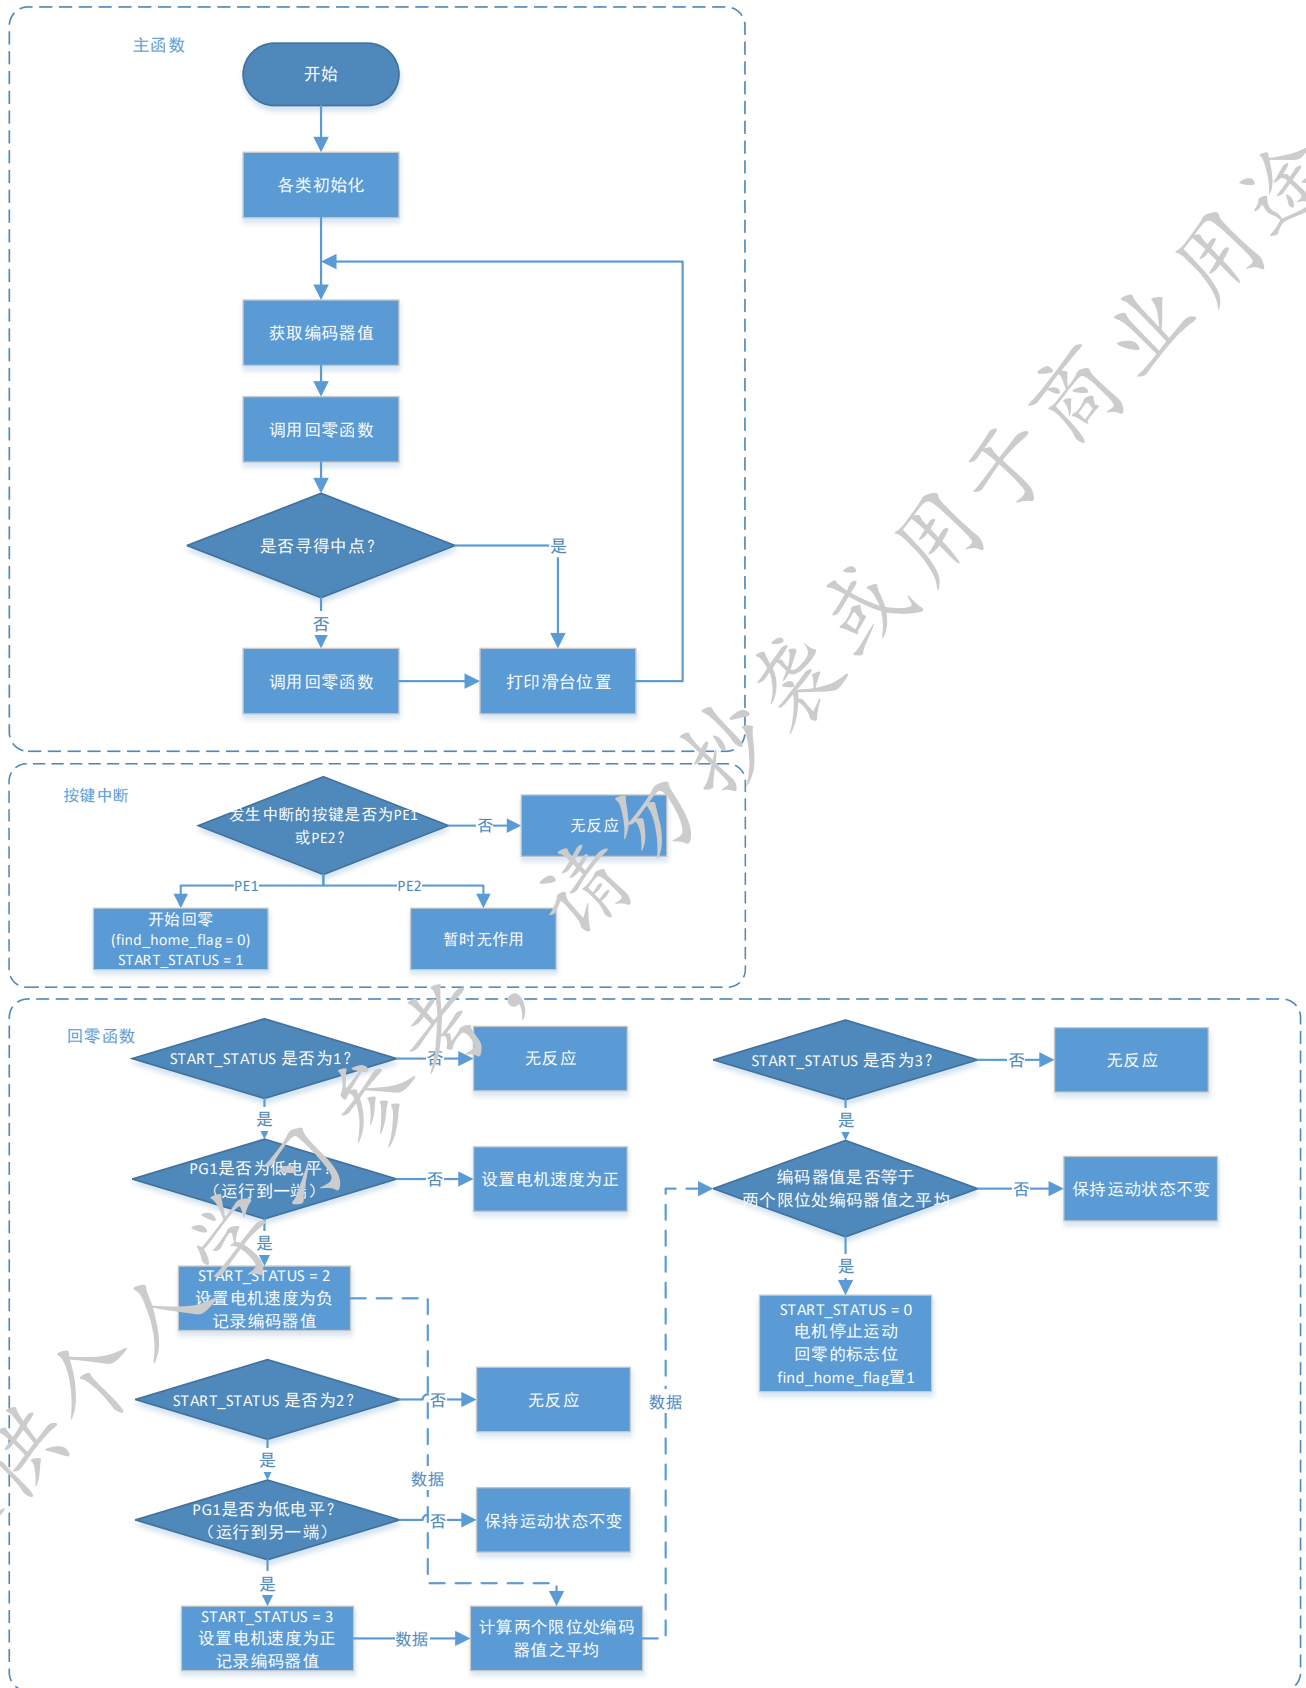 主函数
开始
各类初始化
获取编码器值
调用回零函数
是否寻得中点？
是
否
调用回零函数
打印滑台位置
按键中断
发生中断的按键是否为PE1
或PE2？
否
无反应
PE1
PE2
开始回零
(find_home_flag = 0)
START_STATUS = 1
暂时无作用
回零函数
START_STATUS 是否为1？
否
无反应
是
PG1是否为低电平？
（运行到一端）
否
设置电机速度为正
是
START_STATUS = 2
设置电机速度为负
记录编码器值
START_STATUS 是否为2？
否
无反应
是
数据
PG1是否为低电平？
（运行到另一端）
否
保持运动状态不变
是
START_STATUS = 3
设置电机速度为正
记录编码器值
数据
计算两个限位处编码
器值之平均
数据
START_STATUS 是否为3？
否
无反应
是
编码器值是否等于
两个限位处编码器值之平均
否
保持运动状态不变
是
START_STATUS = 0
电机停止运动
回零的标志位
find_home_flag置1
供个人学习参考，请勿抄袭或用于商业用途